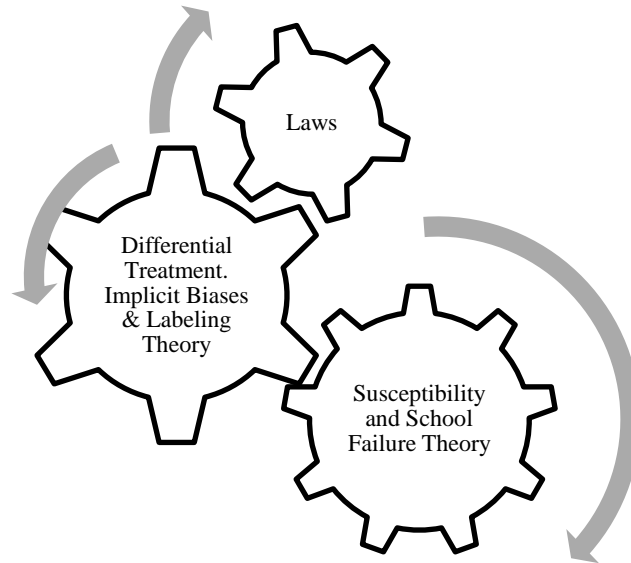 Laws
Differential
Treatment.
Implicit Biases
& Labeling
Theory
Susceptibility
and School
Failure Theory